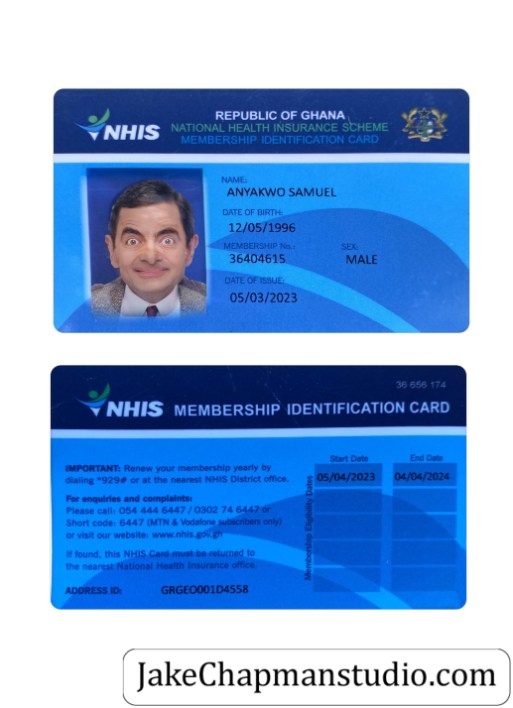 NHIS
REPUBLIC OF GHANA
NATIONAL HEALTH INSURANCE SCHEME
MEMBERSHIP IDENTIFICATION CARD
NAME:
ANYAKWO SAMUEL
DATE OF BIRTH:
12/05/1996
MEMBERSHIP No.: SEX:
36404615 MALE
DATE OF ISSUE:
05/03/2023
36 656 174
NHIS MEMBERSHIP IDENTIFICATION CARD
Start Date End Date
IMPORTANT: Renew your membership yearly by
dialing *929# or at the nearest NHIS District office.
05/04/2023 04/04/2024
Membership Eligibility Dates
For enquiries and complaints:
Please call: 054 444 6447 / 0302 74 6447 or
Short code: 6447 (MTN & Vodafone subscribers only)
or visit our website: www.nhis.gov.gh
If found, this NHIS Card must be returned to
the nearest National Health Insurance office.
ADDRESS ID: GRGEO001D4558
JakeChapmanstudio.com